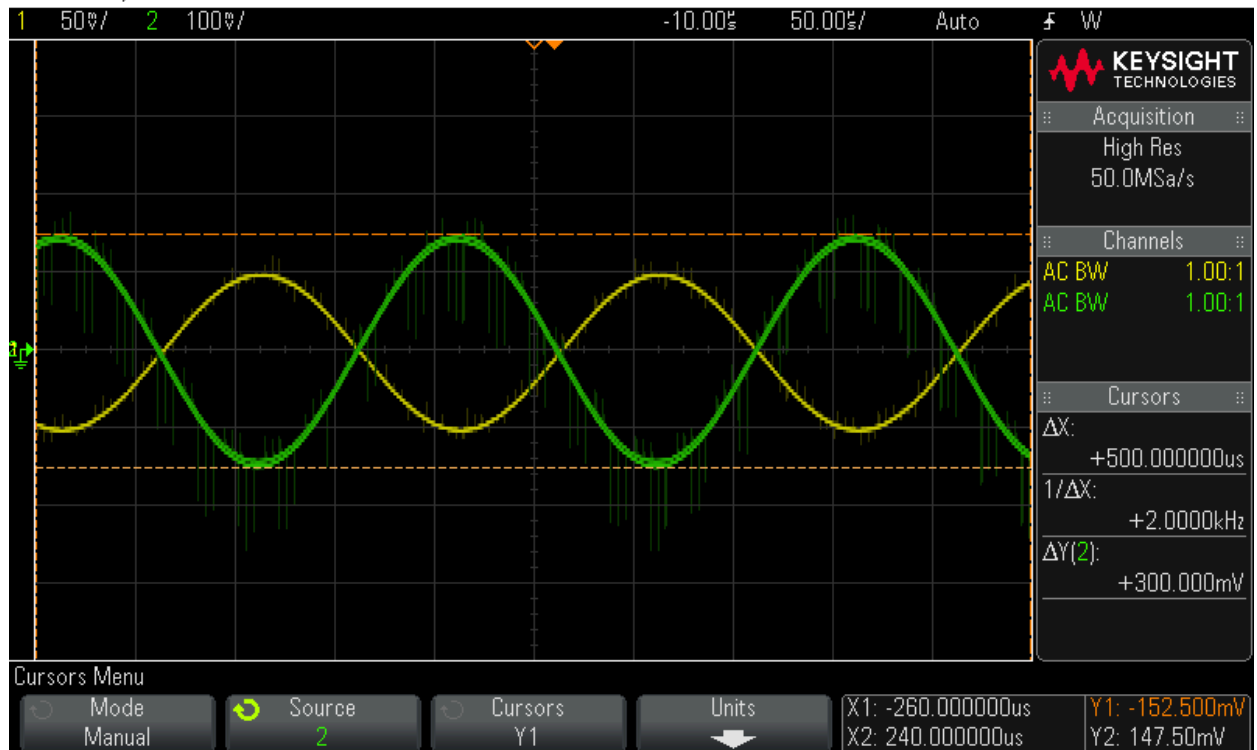 1 50mV/ 2 100mV/ -10.00us 50.00us/ Auto W
KEYSIGHT
TECHNOLOGIES
Acquisition
High Res
50.0MSa/s
Channels
AC BW 1.00:1
AC BW 1.00:1
Cursors
ΔX:
+500.000000us
1/ΔX:
+2.0000kHz
ΔY(2):
+300.000mV
Cursors Menu
Mode Source Cursors Units
Manual 2 Y1
X1: -260.000000us Y1: -152.500mV
X2: 240.000000us Y2: 147.50mV